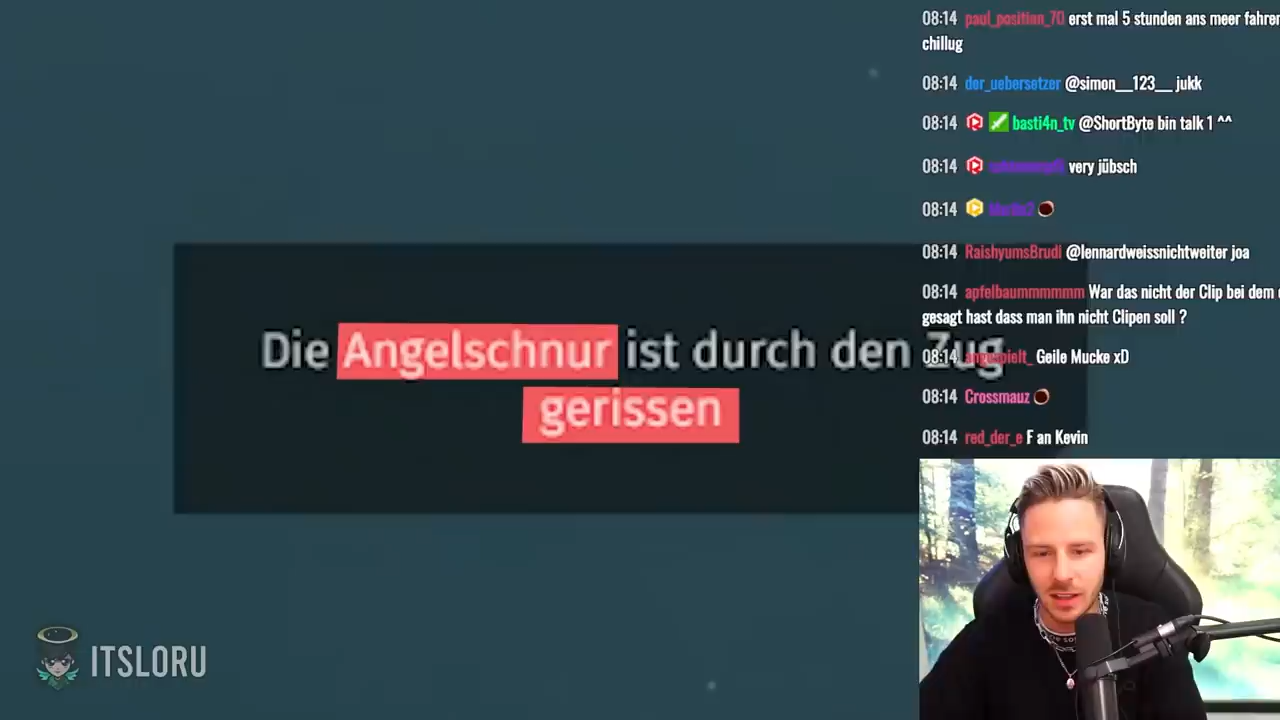 08:14 paul_position_70 erst mal 5 stunden ans meer fahren
chillug
08:14 der_uebersetzer @simon__123__ jukk
08:14 basti4n_tv @ShortByte bin talk 1 ^^
08:14 very jübsch
08:14
08:14 RaishyumsBrudi @lennardweissnichtweiter joa
08:14 apfelbaummmmmm War das nicht der Clip bei dem
gesagt hast dass man ihn nicht Clipen soll ?
08:14 Geile Mucke xD
08:14 Crossmauz
08:14 red_der_e F an Kevin
Die Angelschnur ist durch den Zug
gerissen
ITSLORU